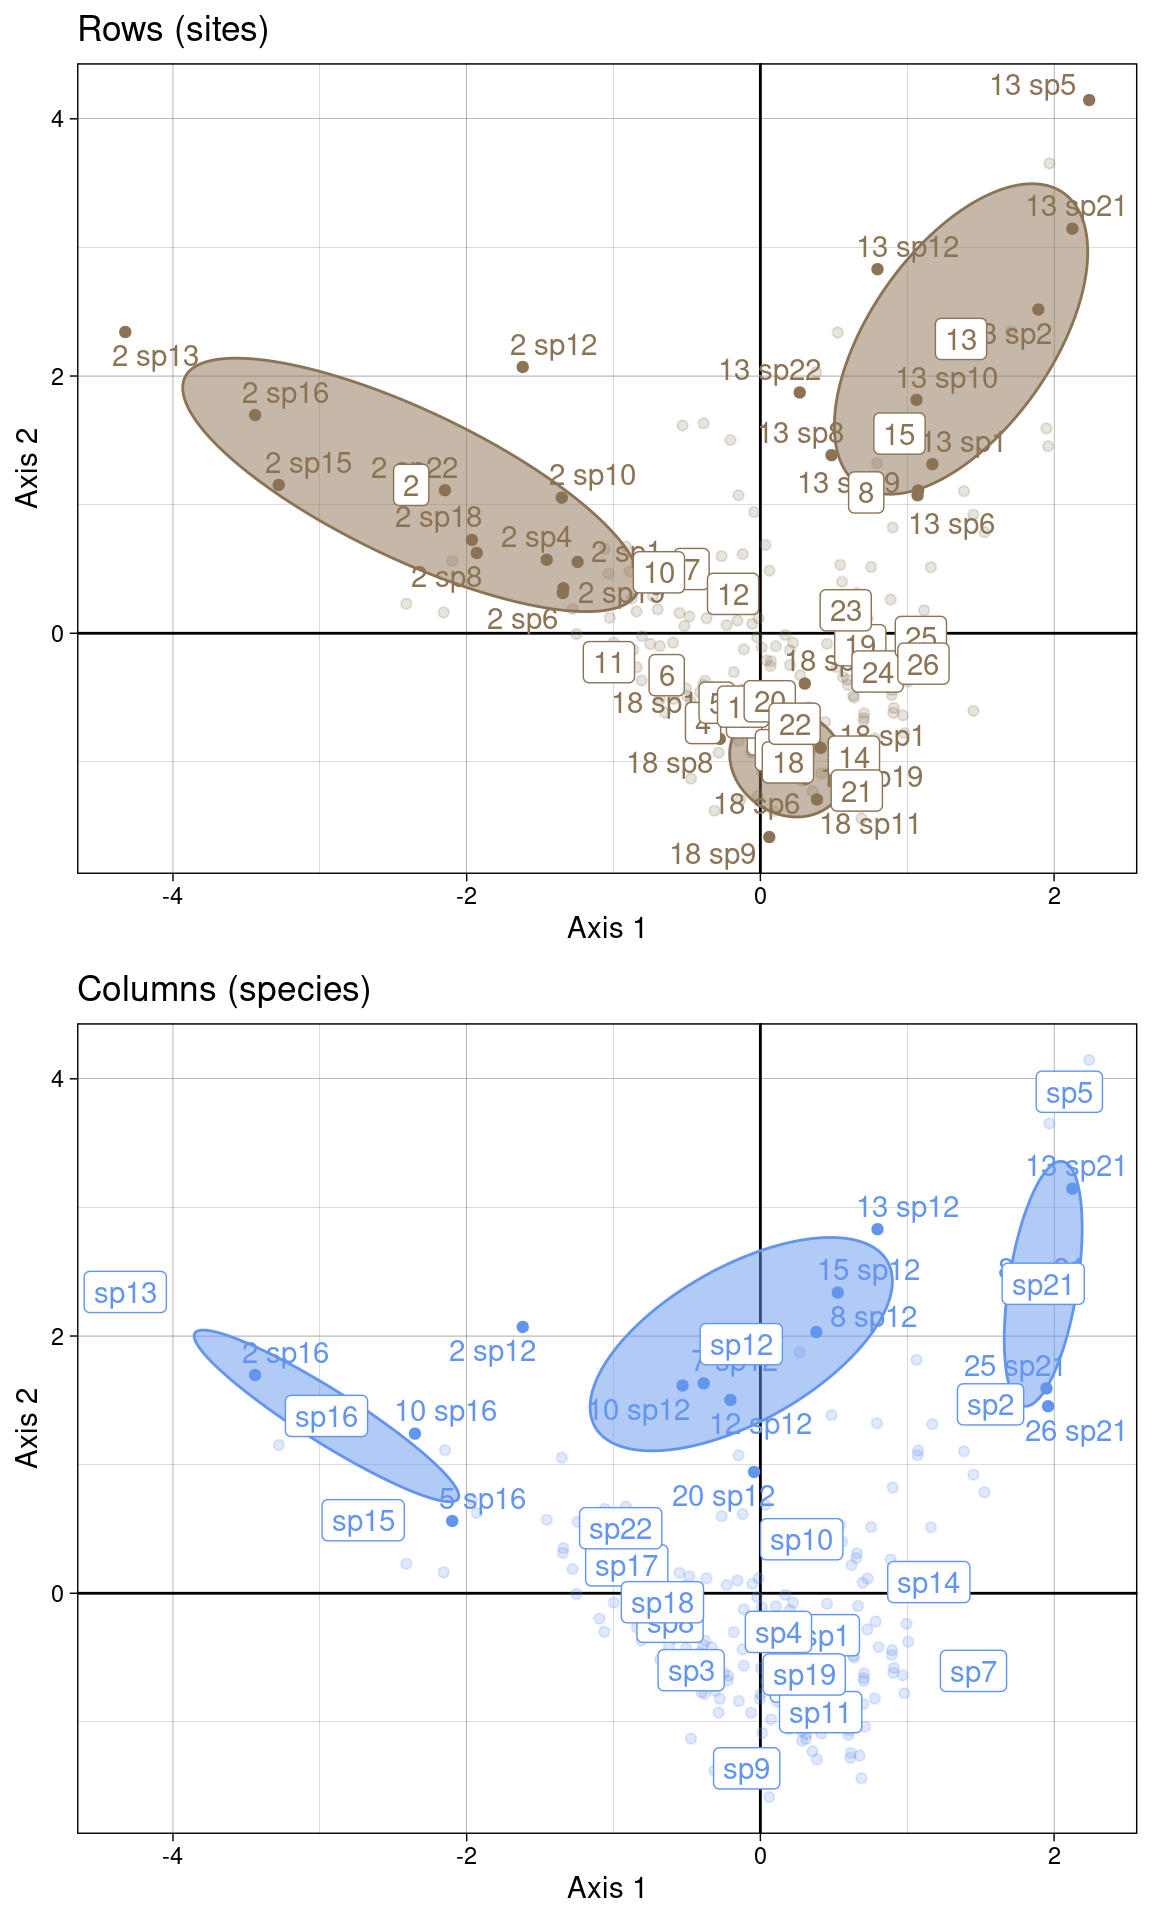 Rows (sites)
13 sp5
4
13 sp21
13 sp12
2 sp13
2 sp12
13
2
13 sp22
2 sp16
13 sp10
13 sp8
15
13 sp1
2 sp15
2 sp10
2
8
2 sp18
13 sp6
2 sp4
2 sp8
10
7
12
2 sp6
23
0
11
6
19
25
24
26
20
22
18 sp1
18 sp8
18
14
21
18 sp6
18 sp11
18 sp9
-4
-2
0
2
Axis 1
Axis 2
Columns (species)
4
sp5
13 sp21
13 sp12
sp13
15 sp12
sp21
8 sp12
2
2 sp16
2 sp12
sp12
25 sp21
sp16
10 sp16
10 sp12
12 sp12
sp2
26 sp21
5 sp16
20 sp12
sp15
sp22
sp10
sp17
sp14
0
sp18
sp8
sp4
sp1
sp3
sp19
sp7
sp11
sp9
-4
-2
0
2
Axis 1
Axis 2